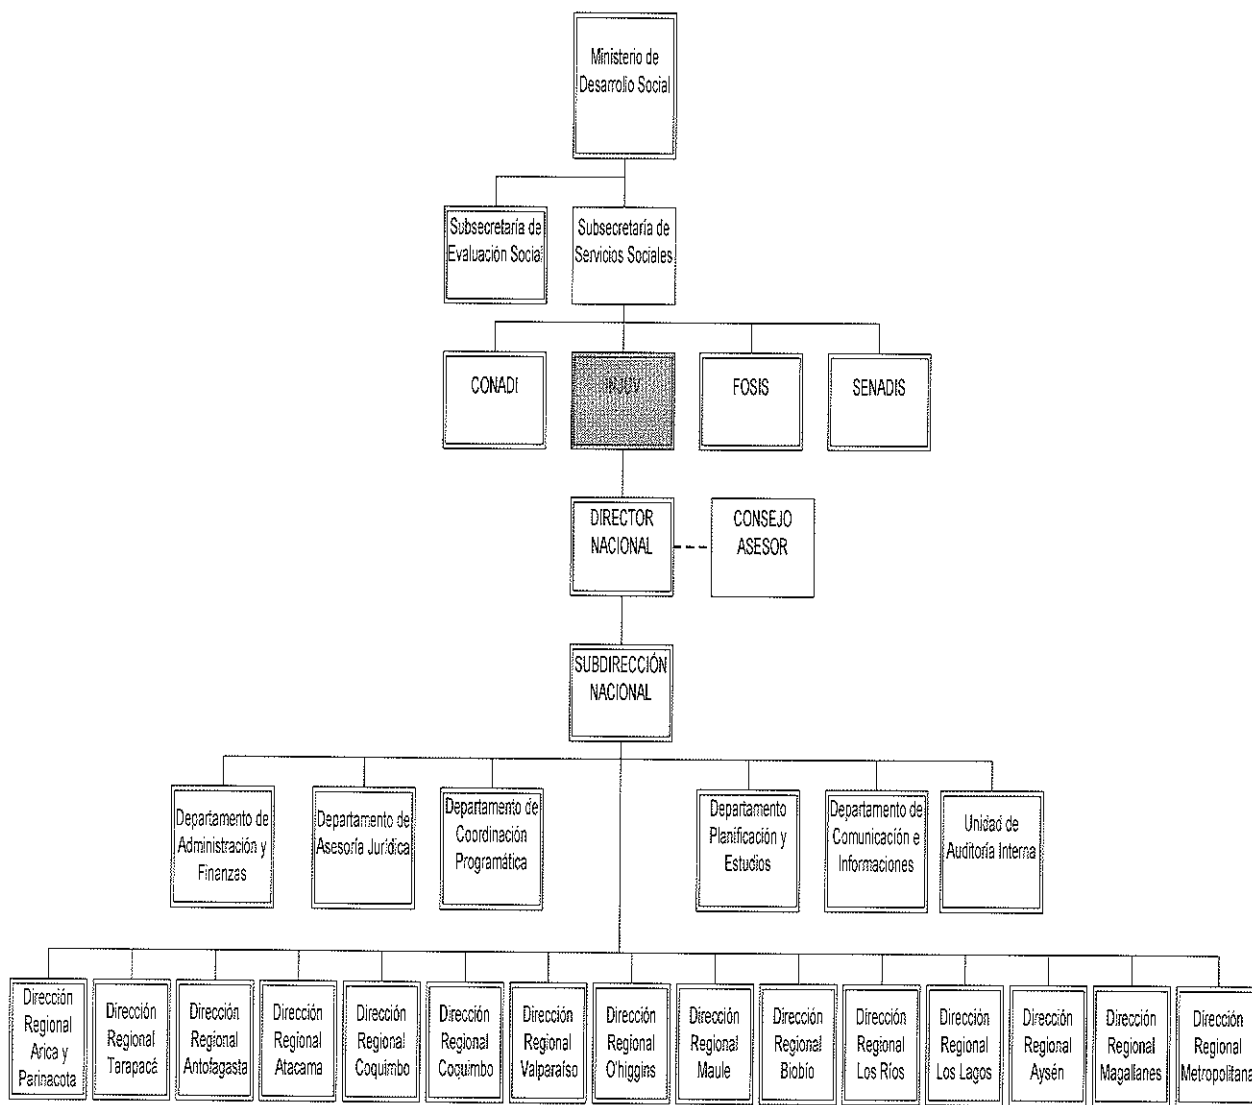 Ministerio de
Desarrollo Social
Subsecretaría de
Evaluación Social
Subsecretaría de
Servicios Sociales
CONADI
INJUV
FOSIS
SENADIS
DIRECTOR
NACIONAL
CONSEJO
ASESOR
SUBDIRECCIÓN
NACIONAL
Departamento de
Administración y
Finanzas
Departamento de
Asesoría Jurídica
Departamento de
Coordinación
Programática
Departamento
Planificación y
Estudios
Departamento de
Comunicación e
Informaciones
Unidad de
Auditoría Interna
Dirección
Regional
Arica y
Parinacota
Dirección
Regional
Tarapacá
Dirección
Regional
Antofagasta
Dirección
Regional
Atacama
Dirección
Regional
Coquimbo
Dirección
Regional
Coquimbo
Dirección
Regional
Valparaíso
Dirección
Regional
O'higgins
Dirección
Regional
Maule
Dirección
Regional
Biobío
Dirección
Regional
Los Ríos
Dirección
Regional
Los Lagos
Dirección
Regional
Aysén
Dirección
Regional
Magallanes
Dirección
Regional
Metropolitana